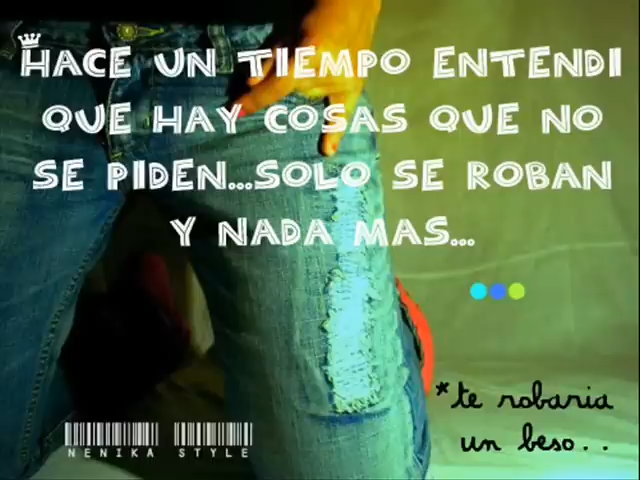 HACE UN TIEMPO ENTENDI
QUE HAY COSAS QUE NO
SE PIDEN...SOLO SE ROBAN
Y NADA MAS...
*te robaria
un beso..
NENIKA STYLE